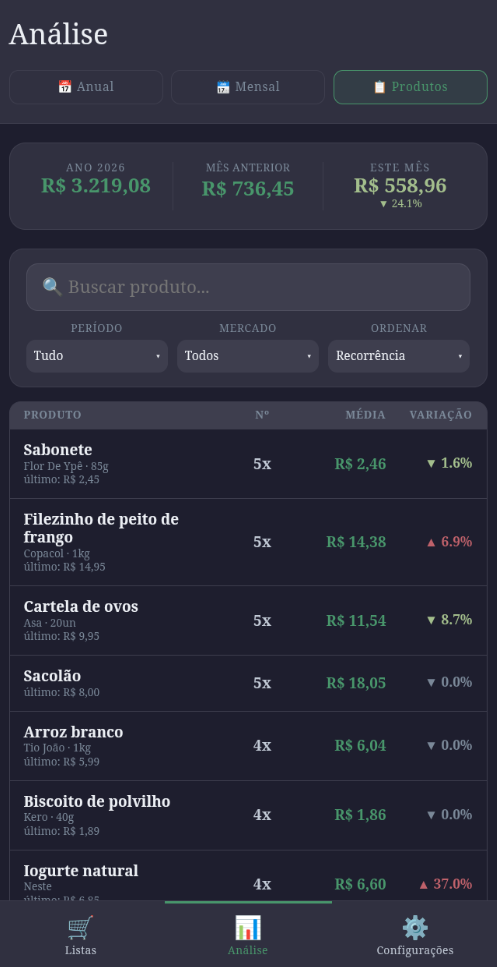 Análise
📅 Anual
📆 Mensal
📋 Produtos
ANO 2026
R$ 3.219,08
MÊS ANTERIOR
R$ 736,45
ESTE MÊS
R$ 558,96
▼ 24.1%
🔍 Buscar produto...
PERÍODO
MERCADO
ORDENAR
Tudo
Todos
Recorrência
PRODUTO Nº MÉDIA VARIAÇÃO
Sabonete
Flor De Ypê · 85g
último: R$ 2,45
5x
R$ 2,46
▼ 1.6%
Filezinho de peito de
frango
Copacol · 1kg
último: R$ 14,95
5x
R$ 14,38
▲ 6.9%
Cartela de ovos
Asa · 20un
último: R$ 9,95
5x
R$ 11,54
▼ 8.7%
Sacolão
último: R$ 8,00
5x
R$ 18,05
▼ 0.0%
Arroz branco
Tio João · 1kg
último: R$ 5,99
4x
R$ 6,04
▼ 0.0%
Biscoito de polvilho
Kero · 40g
último: R$ 1,89
4x
R$ 1,86
▼ 0.0%
Iogurte natural
Neste
último: R$ 6,85
4x
R$ 6,60
▲ 37.0%
Listas
Análise
Configurações